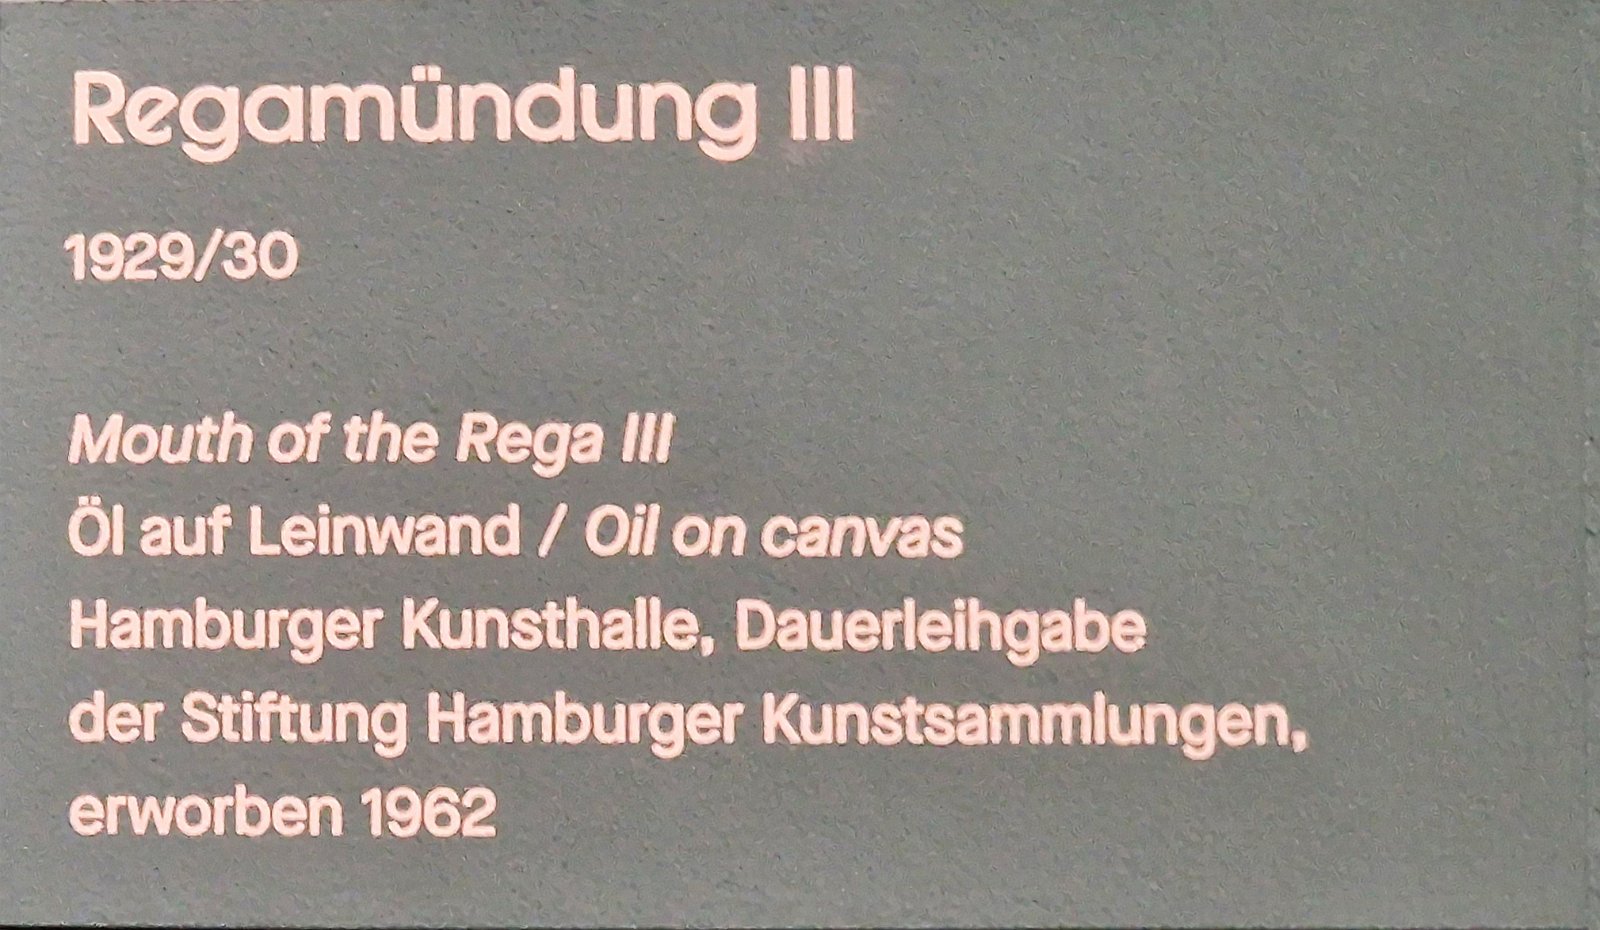 Regamündung III
1929/30
Mouth of the Rega III
Öl auf Leinwand / Oil on canvas
Hamburger Kunsthalle, Dauerleihgabe
der Stiftung Hamburger Kunstsammlungen,
erworben 1962